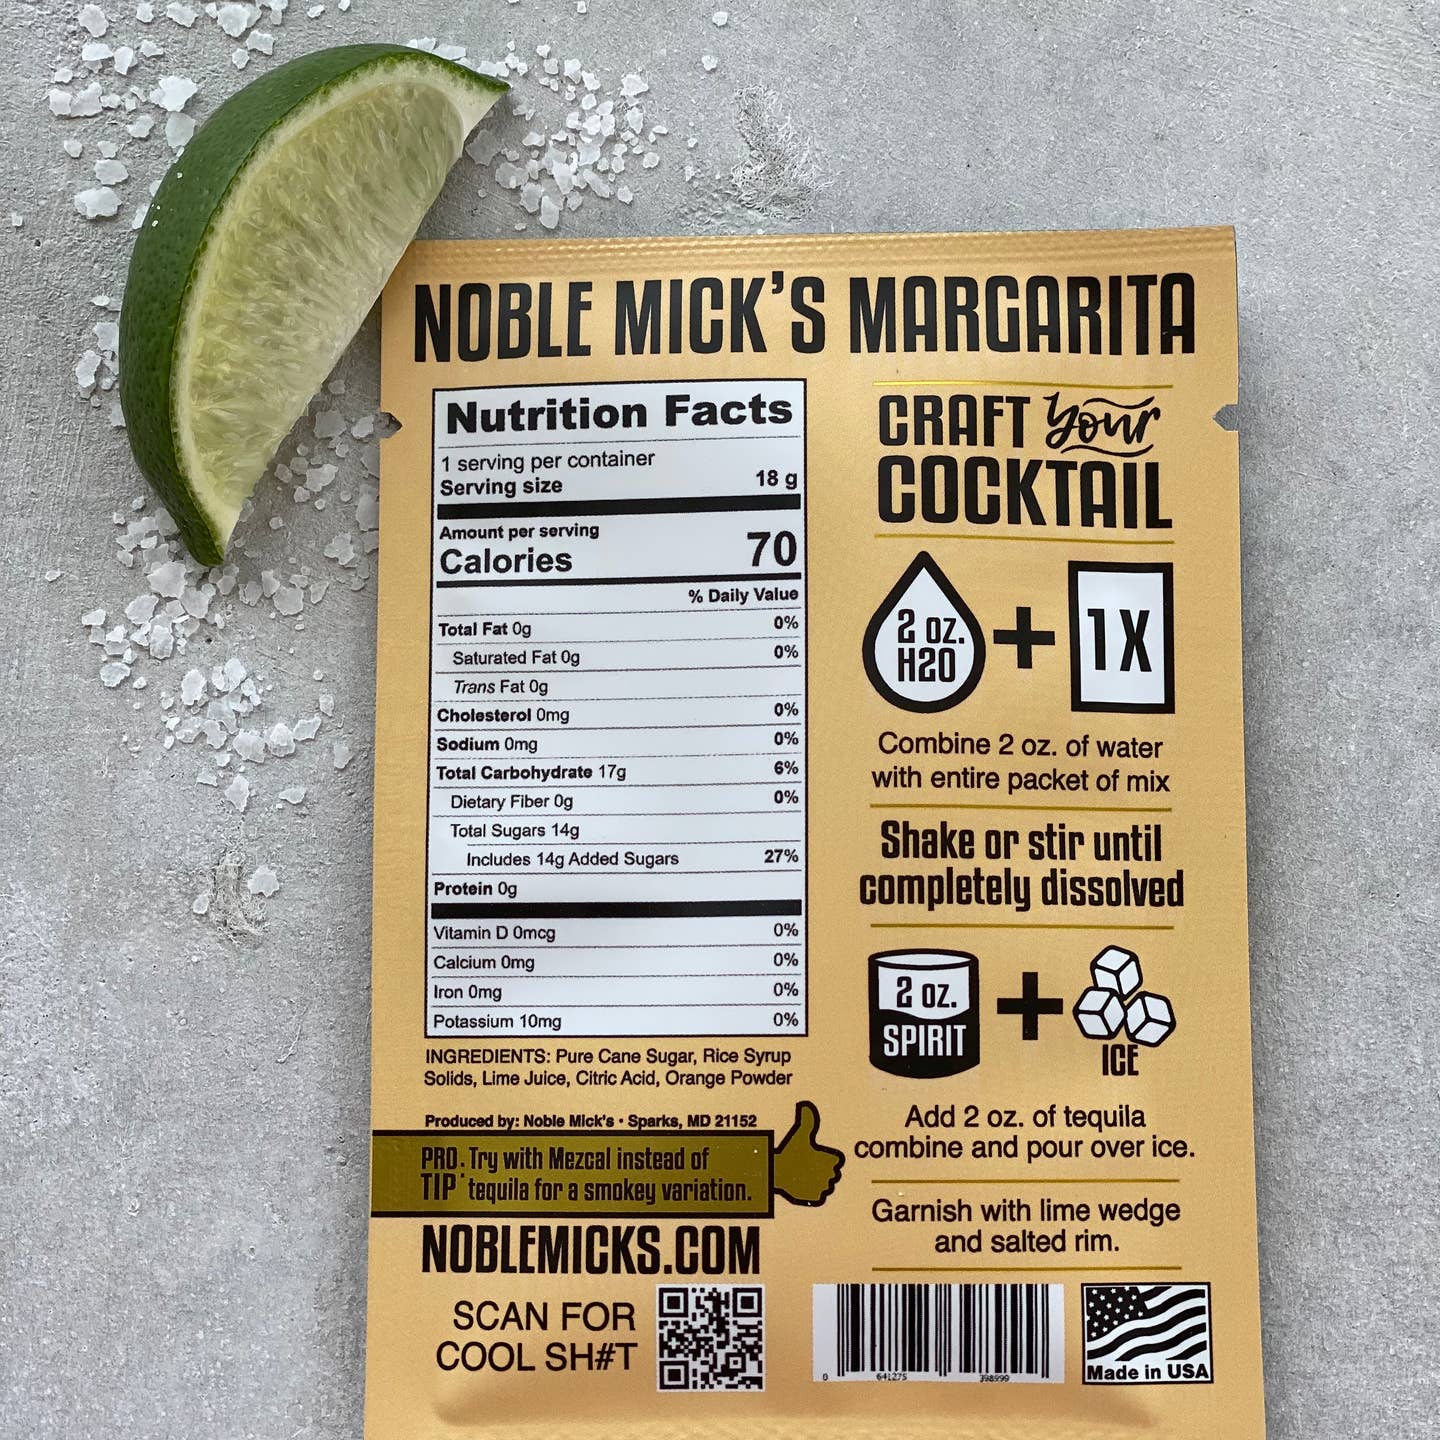 NOBLE MICK'S MARGARITA
Nutrition Facts
1 serving per container
Serving size 18 g
Amount per serving
Calories 70
% Daily Value
Total Fat 0g 0%
Saturated Fat 0g 0%
Trans Fat 0g
Cholesterol 0mg 0%
Sodium 0mg 0%
Total Carbohydrate 17g 6%
Dietary Fiber 0g 0%
Total Sugars 14g
Includes 14g Added Sugars 27%
Protein 0g
Vitamin D 0mcg 0%
Calcium 0mg 0%
Iron 0mg 0%
Potassium 10mg 0%
INGREDIENTS: Pure Cane Sugar, Rice Syrup
Solids, Lime Juice, Citric Acid, Orange Powder
Produced by: Noble Mick's • Sparks, MD 21152
PRO TIP: Try with Mezcal instead of
tequila for a smokey variation.
NOBLEMICKS.COM
SCAN FOR
COOL SH#T
CRAFT your
COCKTAIL
2 OZ.
H2O
+
1X
Combine 2 oz. of water
with entire packet of mix
Shake or stir until
completely dissolved
2 OZ.
SPIRIT
+
ICE
Add 2 oz. of tequila
combine and pour over ice.
Garnish with lime wedge
and salted rim.
0 641275 398999
Made in USA